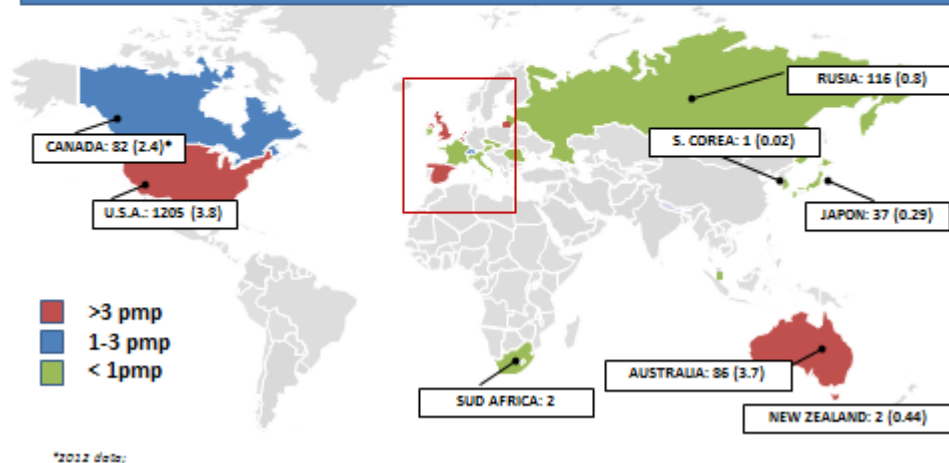 RUSIA: 116 (0.8)
CANADA: 82 (2.4)*
S. COREA: 1 (0.02)
U.S.A.: 1205 (3.8)
JAPON: 37 (0.29)
>3 pmp
1-3 pmp
< 1pmp
AUSTRALIA: 86 (3.7)
SUD AFRICA: 2
NEW ZEALAND: 2 (0.44)
*2012 data;